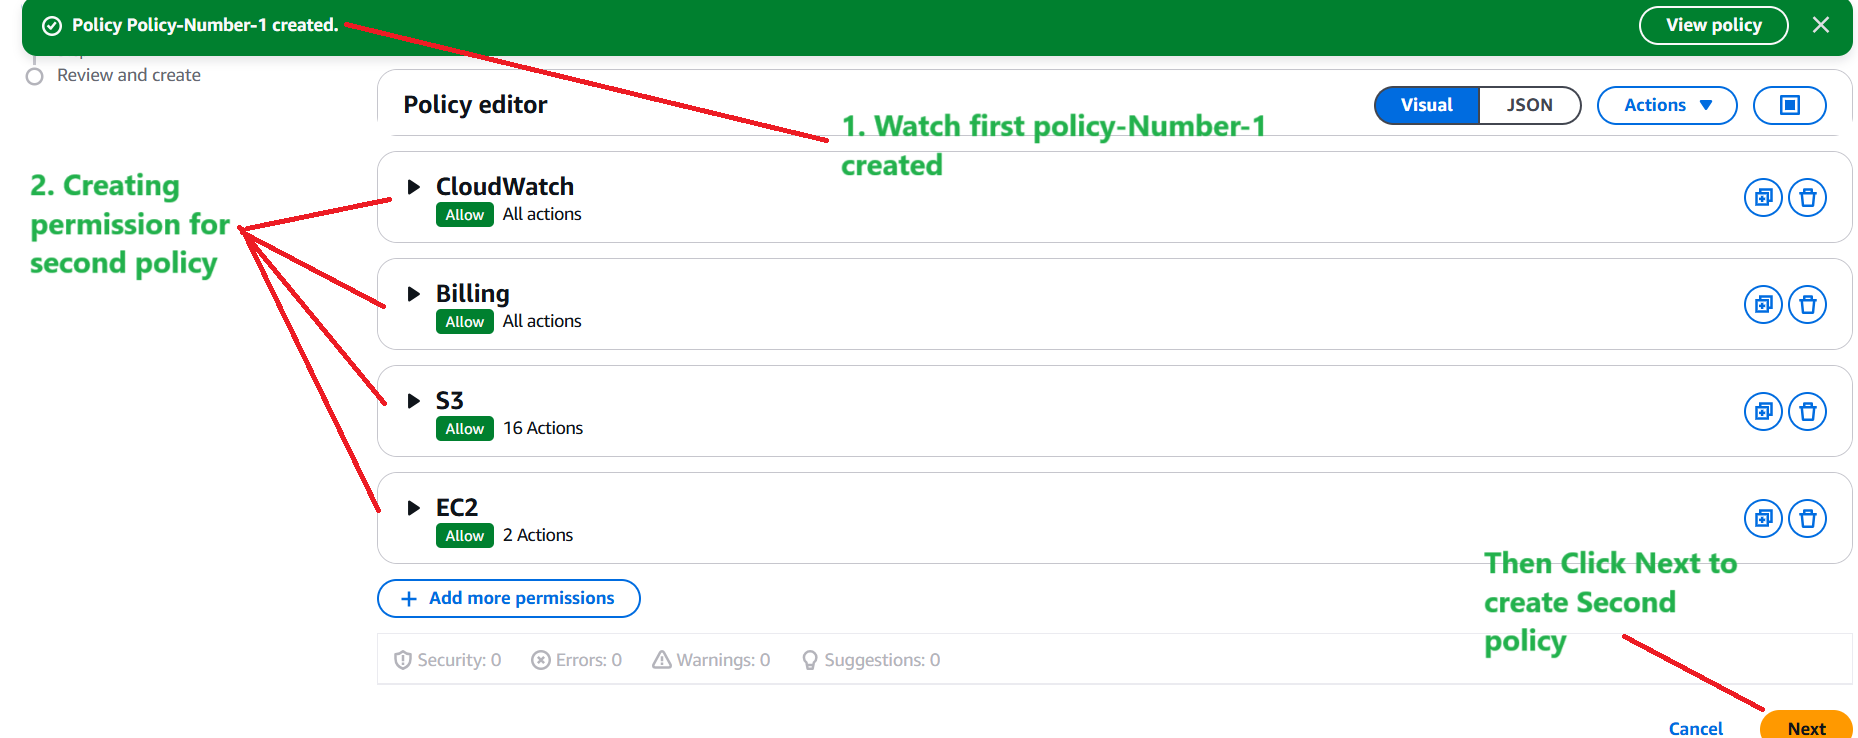 Policy Policy-Number-1 created.
View policy
Review and create
Policy editor
Visual
JSON
Actions
1. Watch first policy-Number-1
created
2. Creating
permission for
second policy
CloudWatch
Allow All actions
Billing
Allow All actions
S3
Allow 16 Actions
EC2
Allow 2 Actions
Then Click Next to
create Second
policy
+ Add more permissions
Security: 0
Errors: 0
Warnings: 0
Suggestions: 0
Cancel
Next